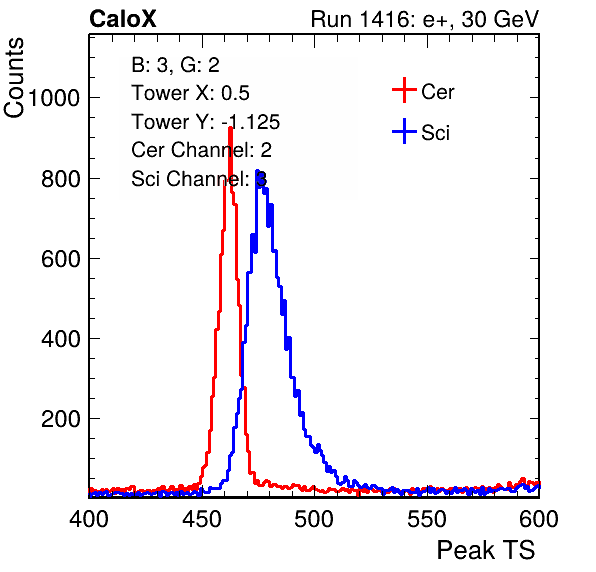 CaloX Run 1416: e+, 30 GeV
Counts
B: 3, G: 2
Tower X: 0.5
Tower Y: -1.125
Cer Channel: 2
Sci Channel: 3
Cer
Sci
1000
800
600
400
200
400 450 500 550 600
Peak TS